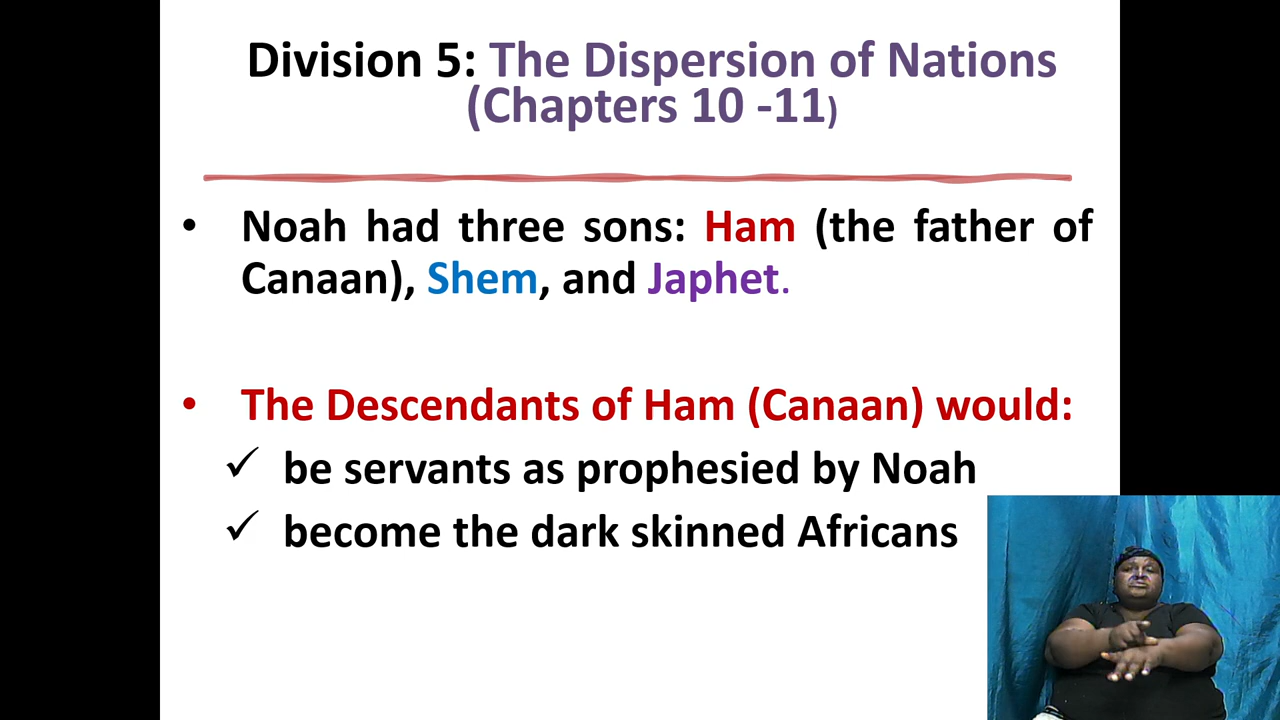 Division 5: The Dispersion of Nations
(Chapters 10 -11)
• Noah had three sons: Ham (the father of
Canaan), Shem, and Japhet.
• The Descendants of Ham (Canaan) would:
✓ be servants as prophesied by Noah
✓ become the dark skinned Africans